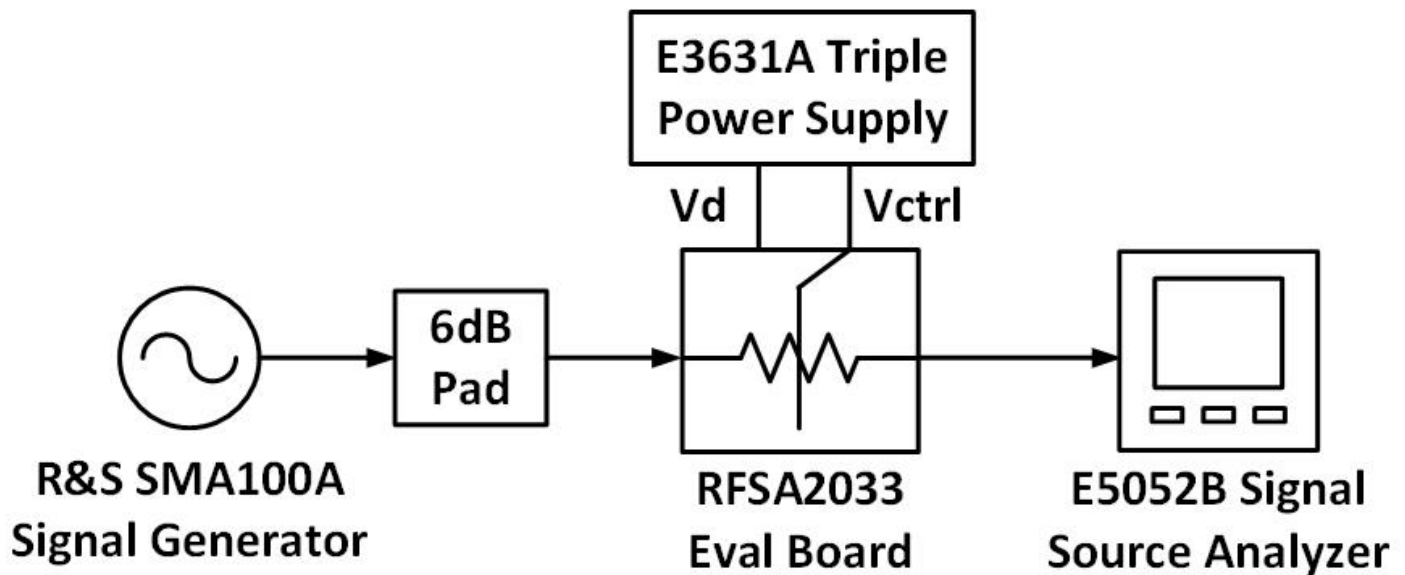 E3631A Triple
Power Supply
Vd
Vctrl
6dB
Pad
R&S SMA100A
Signal Generator
RFSA2033
Eval Board
E5052B Signal
Source Analyzer